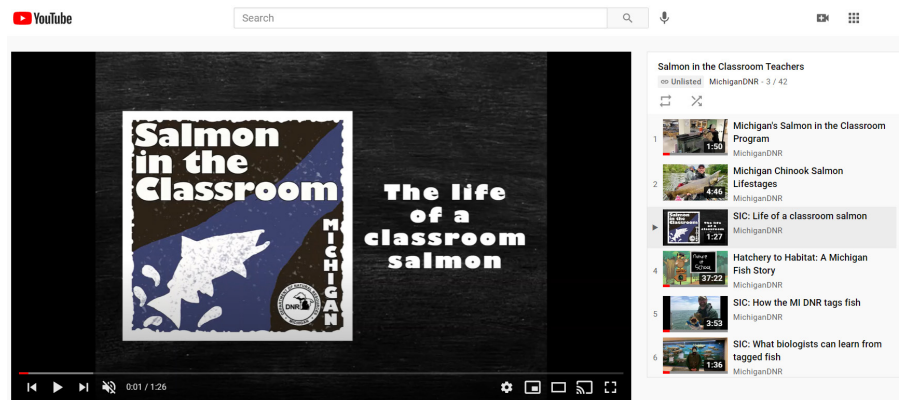 YouTube
Search
Salmon
in the
Classroom
MICHIGAN
DNR
The life
of a
classroom
salmon
0:01 / 1:26
Salmon in the Classroom Teachers
Unlisted MichiganDNR - 3 / 42
1
1:50
Michigan's Salmon in the Classroom
Program
MichiganDNR
2
4:46
Michigan Chinook Salmon
Lifestages
MichiganDNR
Salmon
in the
Classroom
1:27
SIC: Life of a classroom salmon
MichiganDNR
4
37:22
Hatchery to Habitat: A Michigan
Fish Story
MichiganDNR
5
3:53
SIC: How the MI DNR tags fish
MichiganDNR
6
1:36
SIC: What biologists can learn from
tagged fish
MichiganDNR